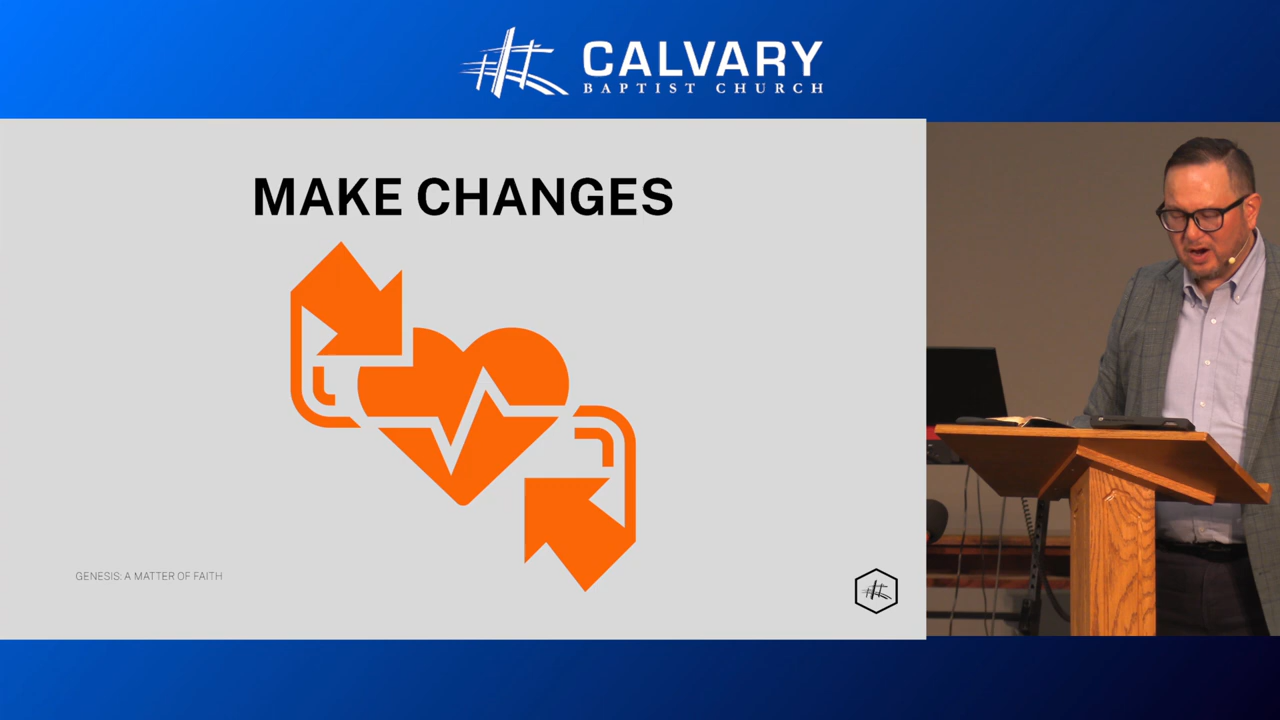 CALVARY
BAPTIST CHURCH
MAKE CHANGES
GENESIS: A MATTER OF FAITH